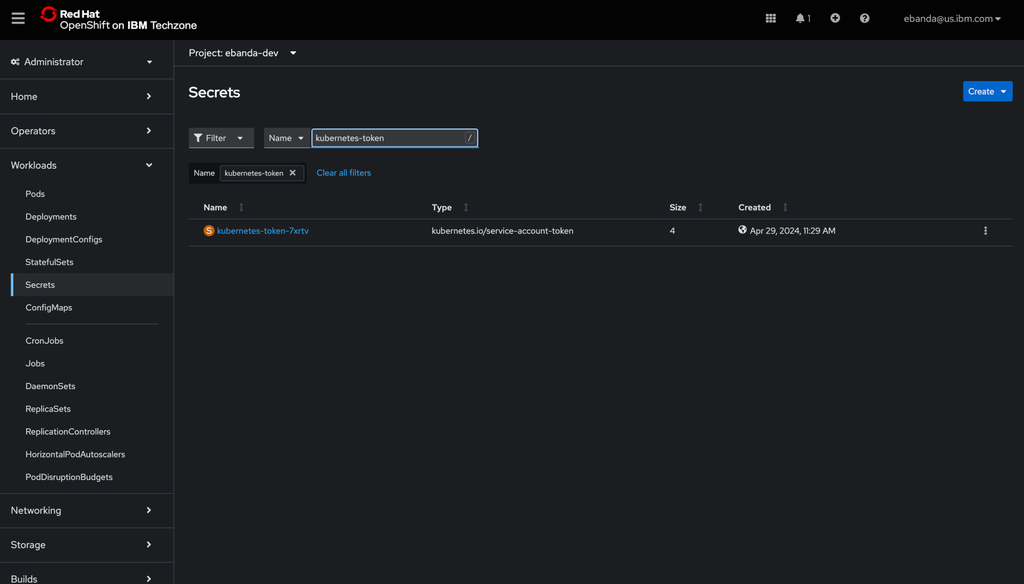 Red Hat
OpenShift on IBM Techzone
1
ebanda@us.ibm.com
Administrator
Home
Operators
Workloads
Pods
Deployments
DeploymentConfigs
StatefulSets
Secrets
ConfigMaps
CronJobs
Jobs
DaemonSets
ReplicaSets
ReplicationControllers
HorizontalPodAutoscalers
PodDisruptionBudgets
Networking
Storage
Builds
Project: ebanda-dev
Secrets
Create
Filter Name kubernetes-token /
Name kubernetes-token Clear all filters
Name Type Size Created
S kubernetes-token-7xrtv kubernetes.io/service-account-token 4 Apr 29, 2024, 11:29 AM